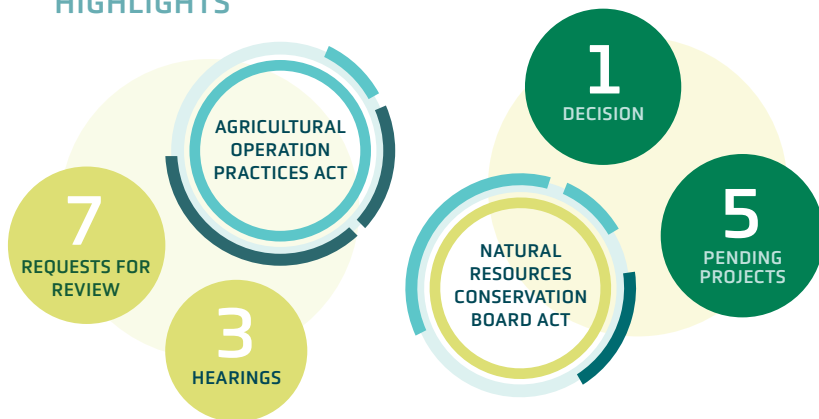 HIGHLIGHTS
AGRICULTURAL
OPERATION
PRACTICES ACT
7
REQUESTS FOR
REVIEW
3
HEARINGS
1
DECISION
5
PENDING
PROJECTS
NATURAL
RESOURCES
CONSERVATION
BOARD ACT